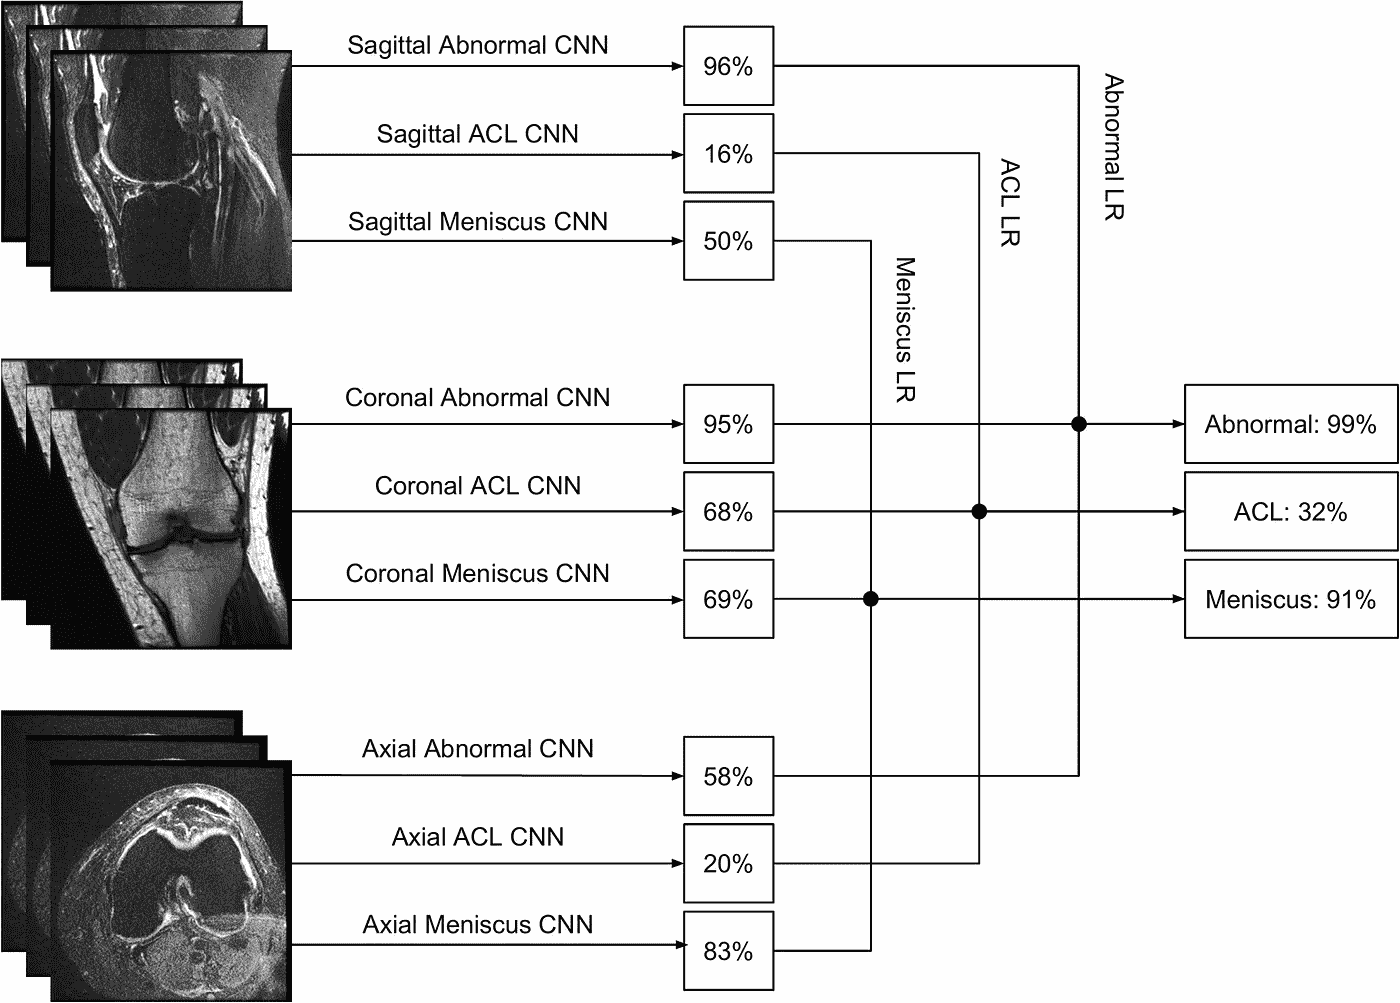 Sagittal Abnormal CNN
96%
Sagittal ACL CNN
16%
Sagittal Meniscus CNN
50%
Abnormal LR
ACL LR
Meniscus LR
Coronal Abnormal CNN
95%
Abnormal: 99%
Coronal ACL CNN
68%
ACL: 32%
Coronal Meniscus CNN
69%
Meniscus: 91%
Axial Abnormal CNN
58%
Axial ACL CNN
20%
Axial Meniscus CNN
83%